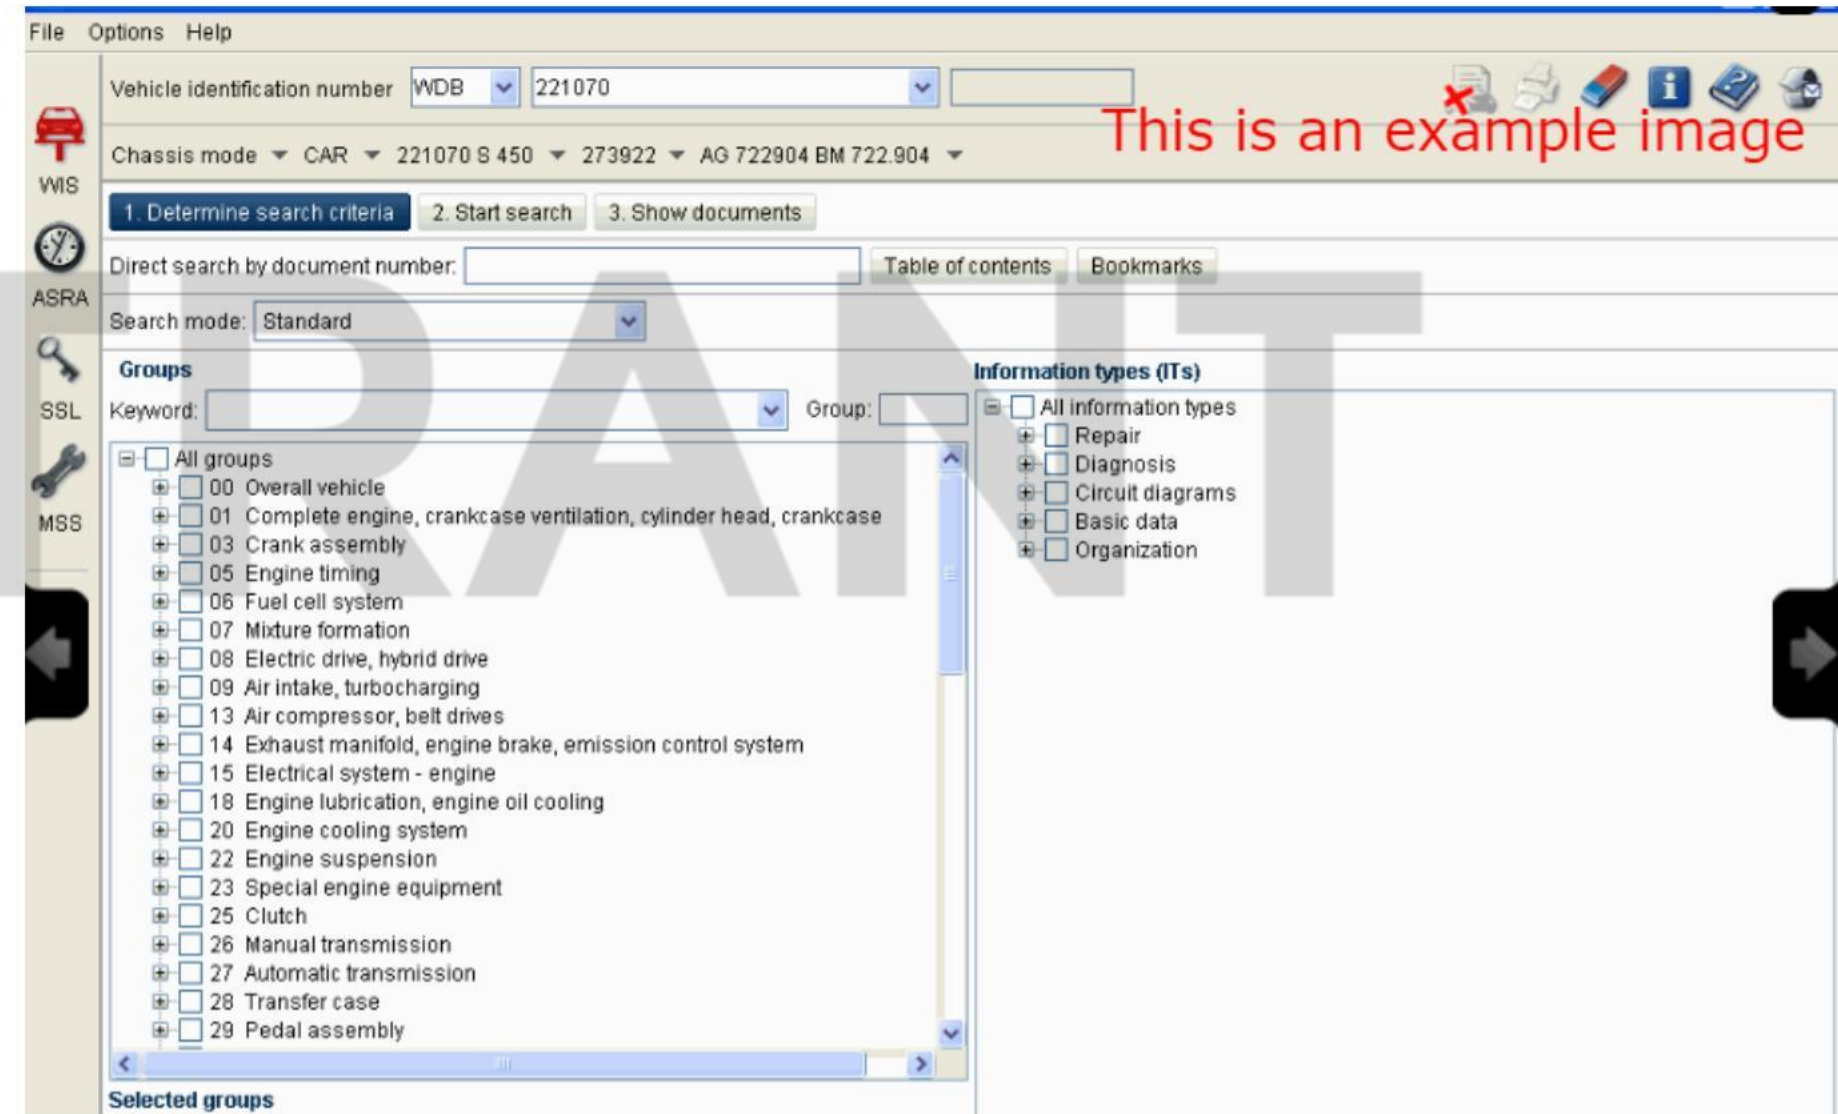 File Options Help
Vehicle identification number WDB 221070
This is an example image
WIS
Chassis mode CAR 221070 S 450 273922 AG 722904 BM 722.904
1. Determine search criteria 2. Start search 3. Show documents
Direct search by document number: Table of contents Bookmarks
ASRA
Search mode: Standard
TRANT
Groups Information types (ITs)
SSL
Keyword: Group:
All information types
Repair
Diagnosis
Circuit diagrams
Basic data
Organization
MSS
All groups
00 Overall vehicle
01 Complete engine, crankcase ventilation, cylinder head, crankcase
03 Crank assembly
05 Engine timing
06 Fuel cell system
07 Mixture formation
08 Electric drive, hybrid drive
09 Air intake, turbocharging
13 Air compressor, belt drives
14 Exhaust manifold, engine brake, emission control system
15 Electrical system - engine
18 Engine lubrication, engine oil cooling
20 Engine cooling system
22 Engine suspension
23 Special engine equipment
25 Clutch
26 Manual transmission
27 Automatic transmission
28 Transfer case
29 Pedal assembly
Selected groups